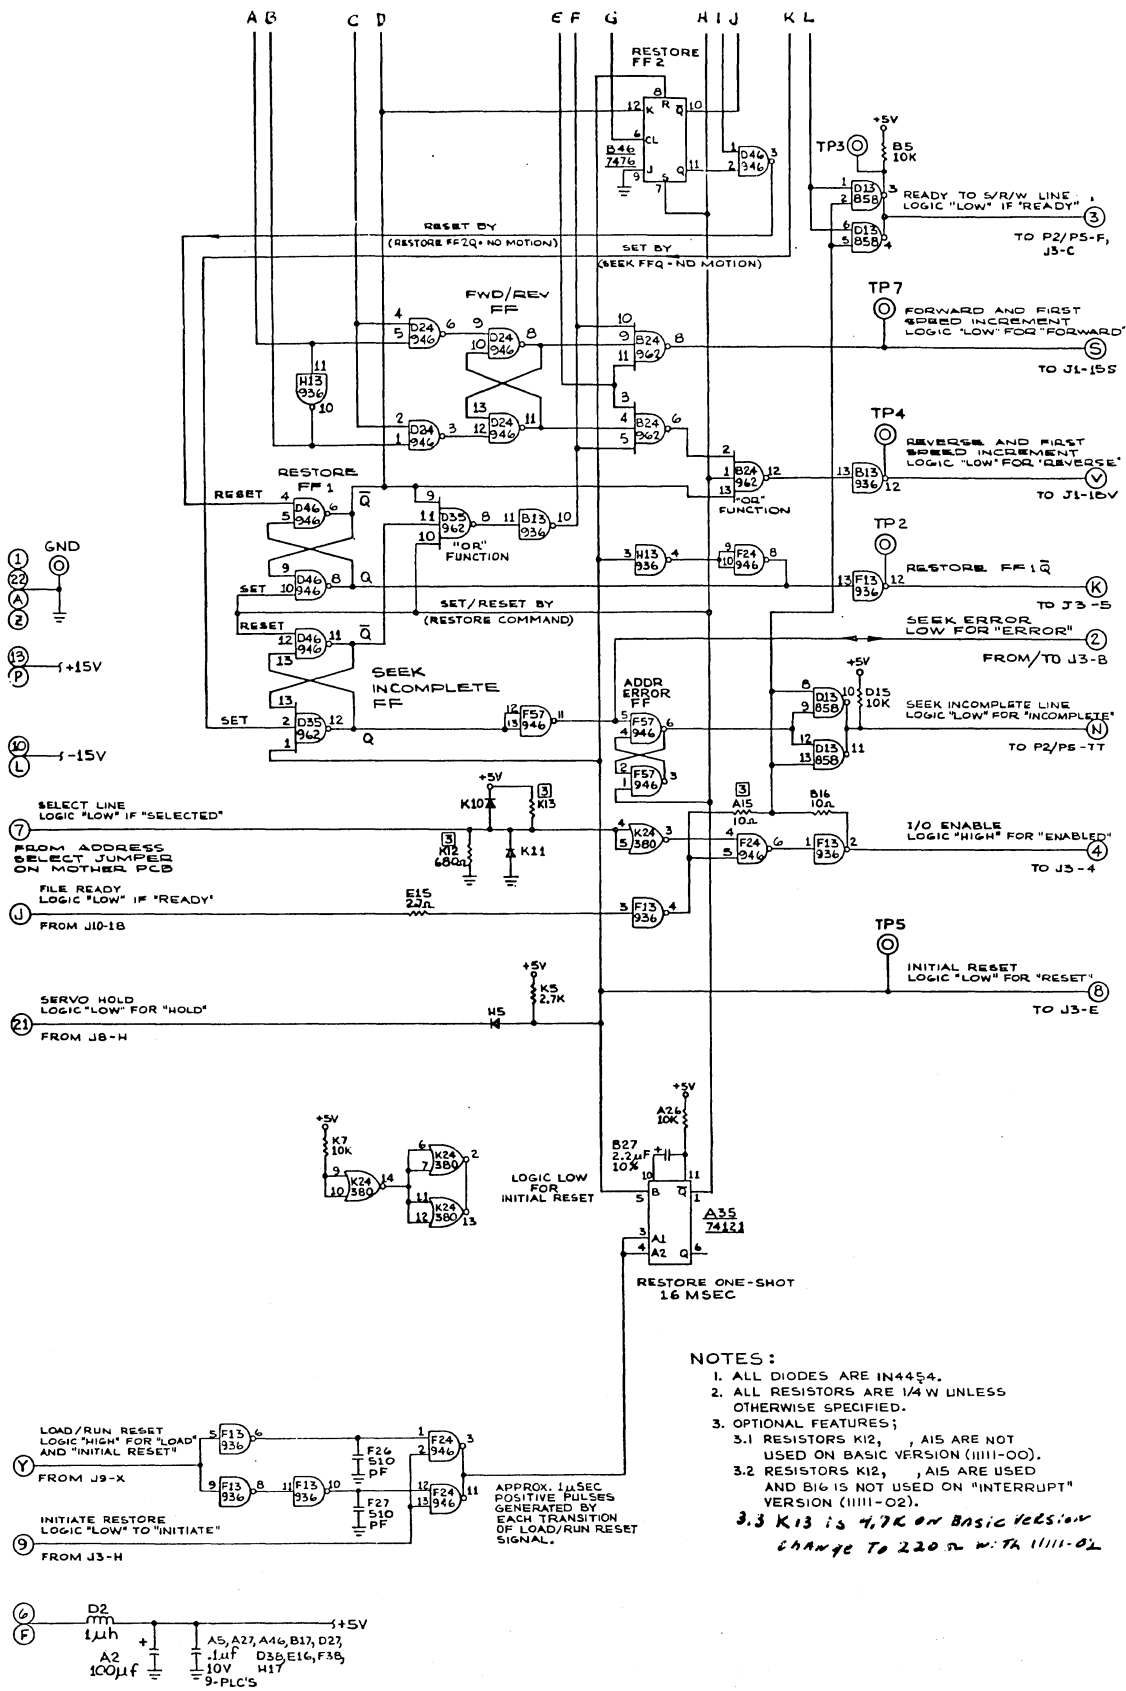 A B C D E F G H I J K L
RESTORE
FF2
8
R
12 K Q̄ 10
6 CL
B46
7476
9 J Q 11
S
7
1 D46 3
2 946
+5V
TP3
B5
10K
1 D13 3
2 858
6 D13
5 858 4
READY TO S/R/W LINE
LOGIC "LOW" IF "READY"
3
TO P2/P5-F,
J3-C
RESET BY
(RESTORE FF2Q·NO MOTION)
SET BY
(SEEK FFQ·NO MOTION)
FWD/REV
FF
4 D24 6
5 946
9 D24 8
10 946
10
9 B24 8
11 962
TP7
FORWARD AND FIRST
SPEED INCREMENT
LOGIC "LOW" FOR "FORWARD"
S
TO J1-15S
11
H13
936
10
2 D24 3
1 946
13 D24 11
12 946
3
4 B24 6
5 962
2
1 B24 12
13 962
"OR"
FUNCTION
TP4
REVERSE AND FIRST
SPEED INCREMENT
LOGIC "LOW" FOR "REVERSE"
13 B13
936 12
V
TO J1-18V
RESTORE
FF 1
RESET 4 D46 6 Q̄
5 946
9 D46 8 Q
SET 10 946
9
11 D35 8
10 962
"OR"
FUNCTION
11 B13 10
936
3 H13 4
936
9 F24 8
10 946
TP2
RESTORE FF1Q̄
13 F13 12
936
K
TO J3-5
1
22
A
Z
GND
SET/RESET BY
(RESTORE COMMAND)
RESET 12 D46 11 Q̄
13 946
SEEK
INCOMPLETE
FF
13
SET 2 D35 12 Q
1 962
SEEK ERROR
LOW FOR "ERROR"
2
FROM/TO J3-B
13
P
+15V
10
L
-15V
12 F57 11
13 946
ADDR
ERROR
FF
5 F57 6
4 946
2 F57 3
1 946
+5V
D15
10K
8 D13 10
9 858
12 D13 11
13 858
SEEK INCOMPLETE LINE
LOGIC "LOW" FOR "INCOMPLETE"
N
TO P2/P5-TT
SELECT LINE
LOGIC "LOW" IF "SELECTED"
7
FROM ADDRESS
SELECT JUMPER
ON MOTHER PCB
+5V
K10
3
K13
3
K12
680Ω
K11
4 K24 3
5 380
3
A15
10Ω
B16
10Ω
4 F24 6
5 946
1 F13 2
936
I/O ENABLE
LOGIC "HIGH" FOR "ENABLED"
4
TO J3-4
FILE READY
LOGIC "LOW" IF "READY"
J
FROM J10-18
E15
22Ω
3 F13 4
936
TP5
INITIAL RESET
LOGIC "LOW" FOR "RESET"
8
TO J3-E
SERVO HOLD
LOGIC "LOW" FOR "HOLD"
21
FROM J8-H
+5V
K5
2.7K
H5
+5V
K7
10K
9 K24 14
10 380
6 K24 2
7 380
11 K24
12 380 13
LOGIC LOW
FOR
INITIAL RESET
+5V
A26
10K
B27
2.2µF
10%
+
10 11
5 B Q̄ 1
A35
74121
3 A1
4 A2 Q 6
RESTORE ONE-SHOT
16 MSEC
NOTES:
1. ALL DIODES ARE IN4454.
2. ALL RESISTORS ARE 1/4 W UNLESS
OTHERWISE SPECIFIED.
3. OPTIONAL FEATURES;
3.1 RESISTORS K12, , A15 ARE NOT
USED ON BASIC VERSION (11111-00).
3.2 RESISTORS K12, , A15 ARE USED
AND B16 IS NOT USED ON "INTERRUPT"
VERSION (11111-02).
3.3 K13 is 4.7K on Basic version
change To 220 Ω with 11111-02
LOAD/RUN RESET
LOGIC "HIGH" FOR "LOAD"
AND "INITIAL RESET"
Y
FROM J9-X
5 F13 6
936
9 F13 8
936
11 F13 10
936
F26
510
PF
F27
510
PF
1 F24 3
2 946
12 F24 11
13 946
APPROX. 1µSEC
POSITIVE PULSES
GENERATED BY
EACH TRANSITION
OF LOAD/RUN RESET
SIGNAL.
INITIATE RESTORE
LOGIC "LOW" TO "INITIATE"
9
FROM J3-H
6
F
D2
1µh
+5V
+
A2
100µf
A5, A27, A46, B17, D27,
.1uf D38, E16, F38,
10V H17
9-PLC'S